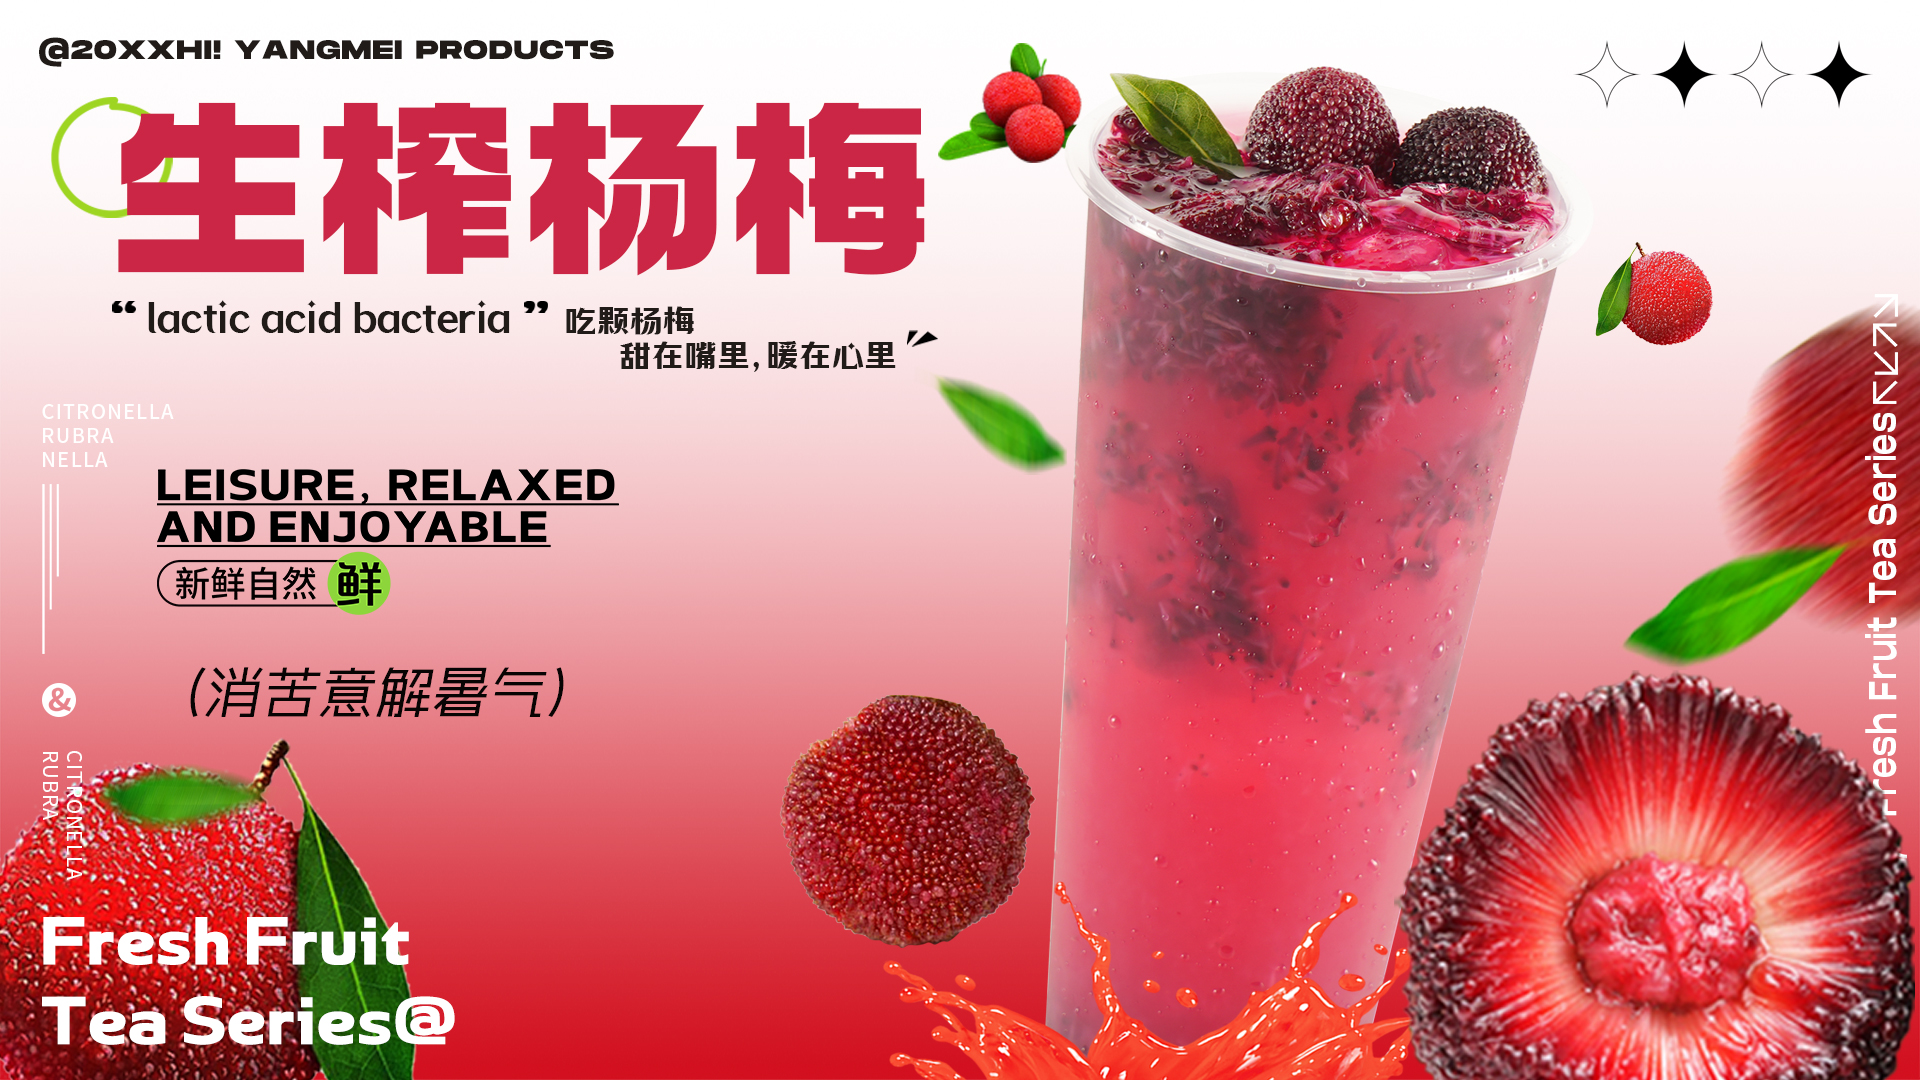 @20XXHI! YANGMEI PRODUCTS
生榨杨梅
“ lactic acid bacteria ” 吃颗杨梅
甜在嘴里,暖在心里
CITRONELLA
RUBRA
NELLA
LEISURE, RELAXED
AND ENJOYABLE
新鲜自然 鲜
(消苦意解暑气)
&
CITRONELLA
RUBRA
Fresh Fruit
Tea Series@
Fresh Fruit Tea Series